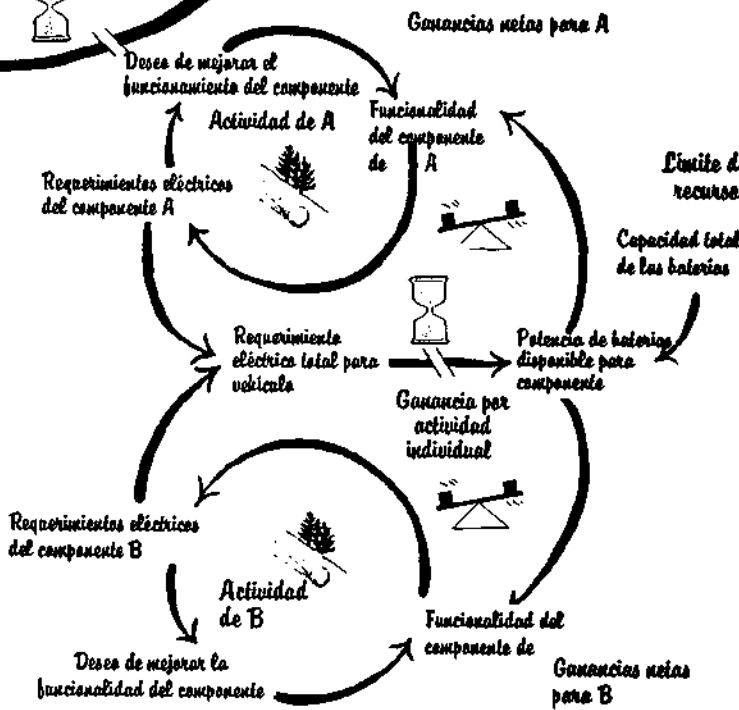 Ganancias netas para A
Deseo de mejorar el
funcionamiento del componente
Actividad de A
Funcionalidad
del componente
de A
Requerimientos eléctricos
del componente A
Límite d
recurso
Capacidad total
de las baterías
Requerimiento
eléctrico total para
vehículo
Potencia de baterías
disponible para
componente
Ganancia por
actividad
individual
Requerimientos eléctricos
del componente B
Actividad
de B
Funcionalidad del
componente de
Deseo de mejorar la
funcionalidad del componente
Ganancias netas
para B